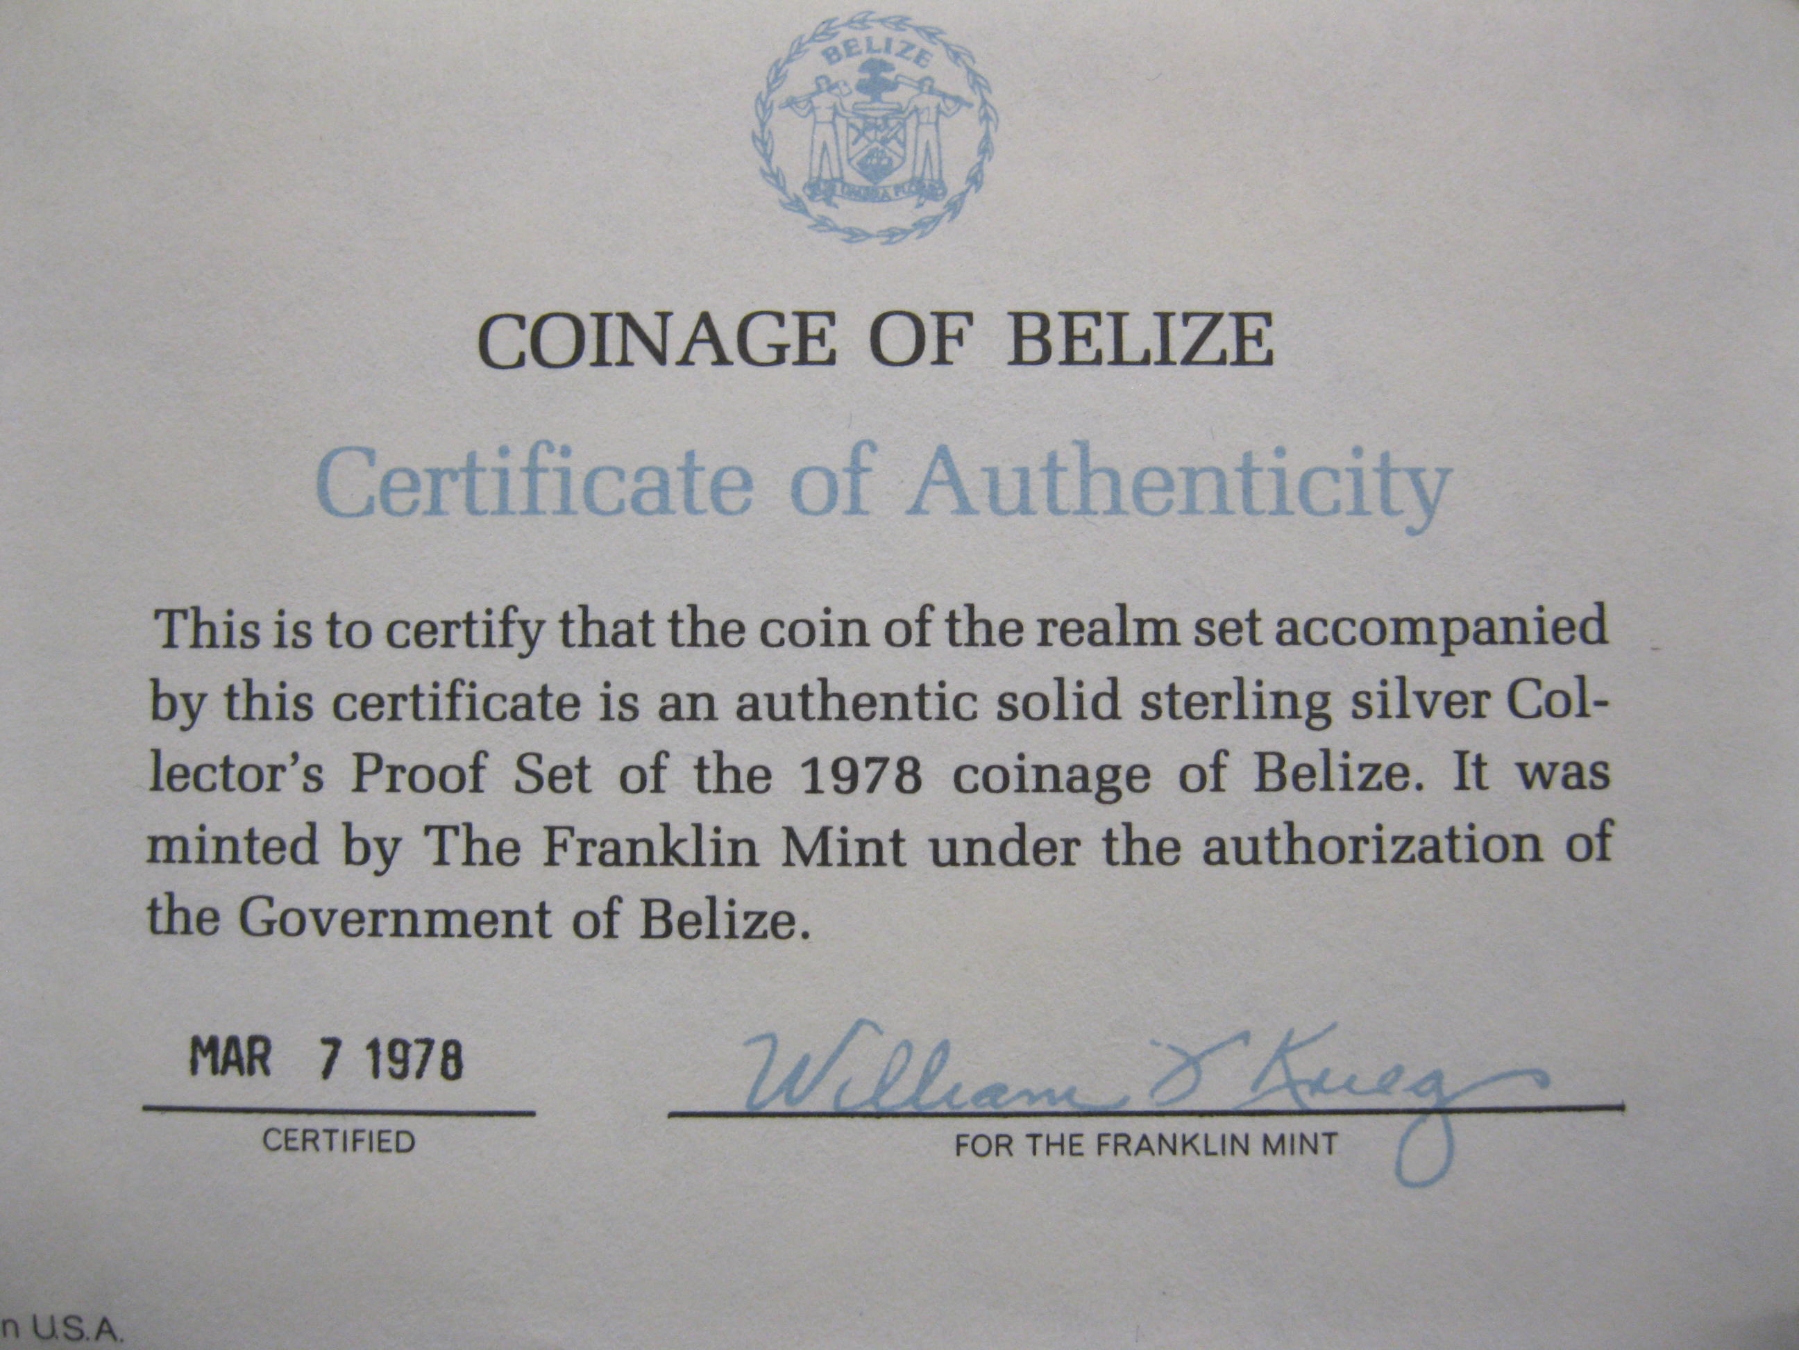 BELIZE
COINAGE OF BELIZE
Certificate of Authenticity
This is to certify that the coin of the realm set accompanied
by this certificate is an authentic solid sterling silver Col-
lector's Proof Set of the 1978 coinage of Belize. It was
minted by The Franklin Mint under the authorization of
the Government of Belize.
MAR 7 1978
William Krieg
CERTIFIED
FOR THE FRANKLIN MINT
n U.S.A.